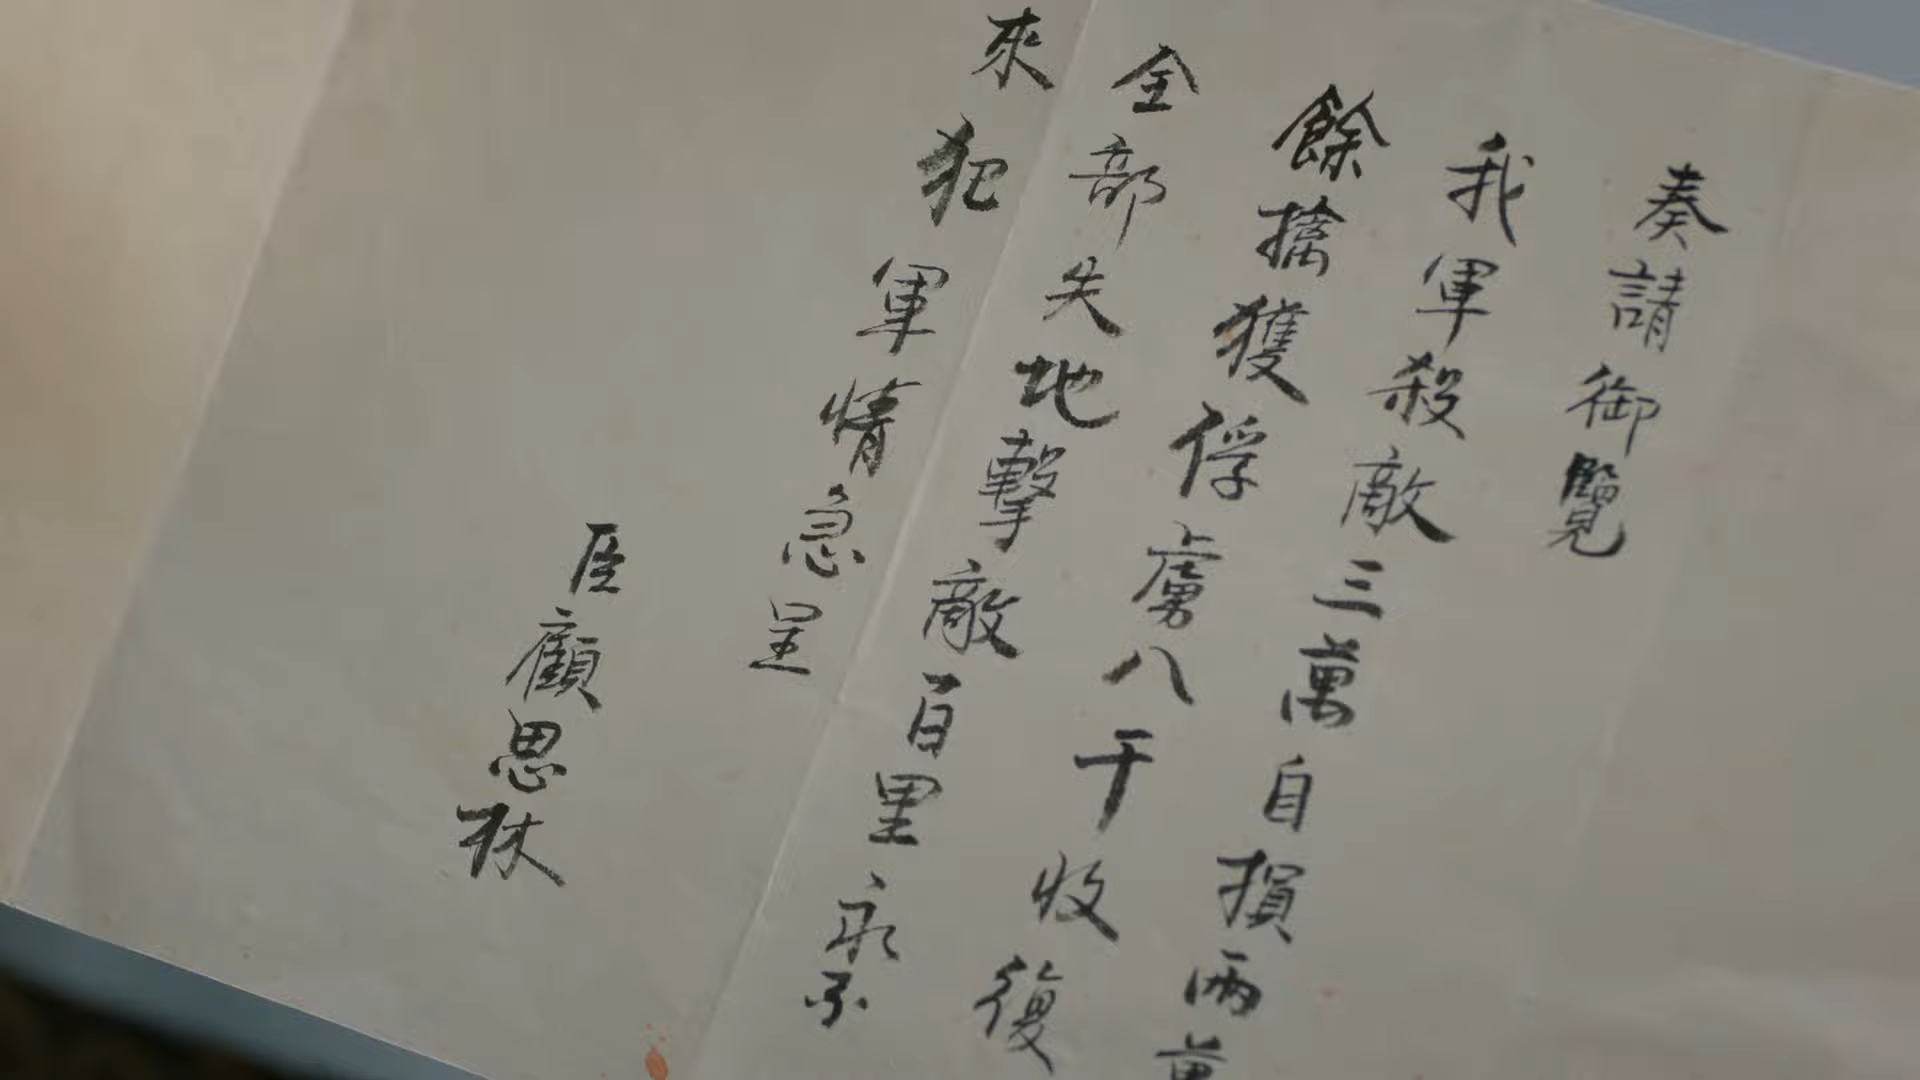 奏請御覽
我軍殺敵三萬自損兩萬
餘擒獲俘虜八千收復
全部失地擊敵百里永不
來犯軍情急呈
臣顧思